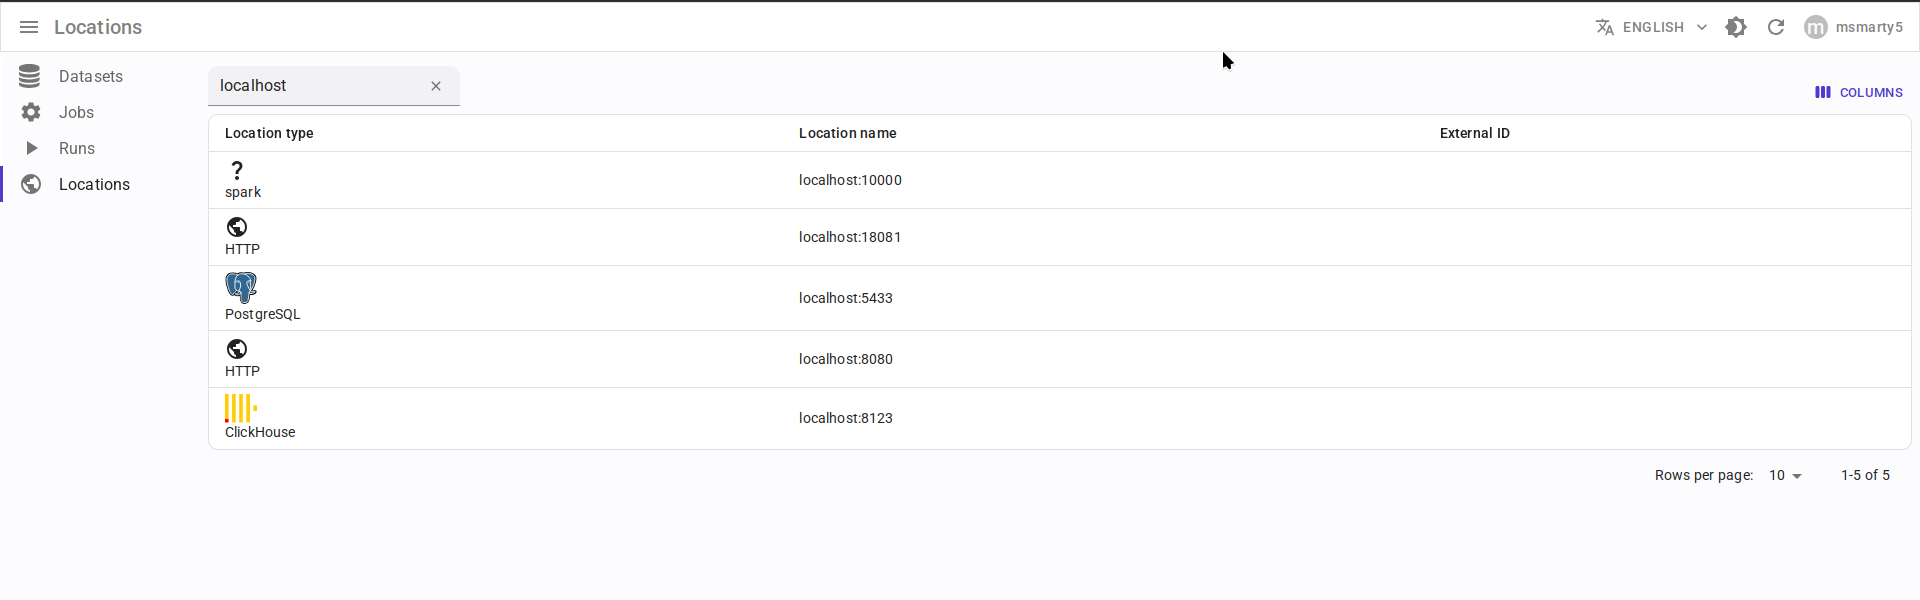 Locations
ENGLISH
m
msmarty5
Datasets
Jobs
Runs
Locations
localhost
COLUMNS
Location type Location name External ID
?
spark localhost:10000
HTTP localhost:18081
PostgreSQL localhost:5433
HTTP localhost:8080
ClickHouse localhost:8123
Rows per page: 10 1-5 of 5